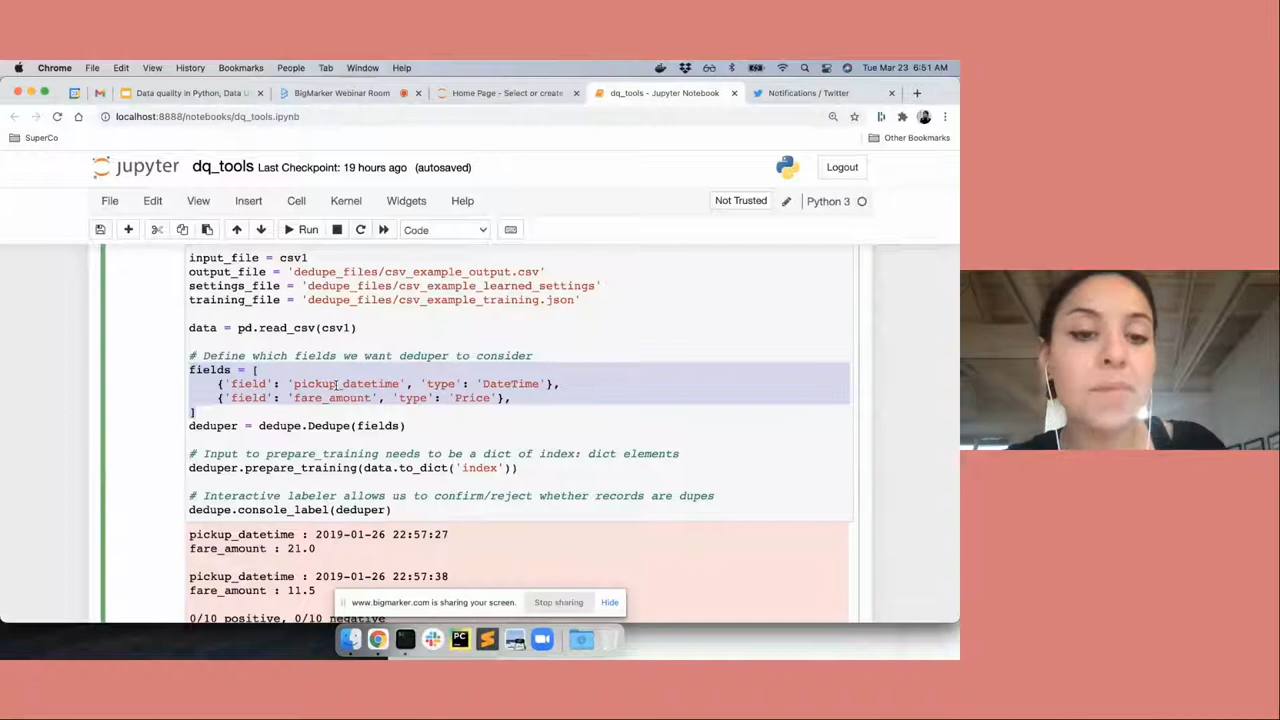 Chrome File Edit View History Bookmarks People Tab Window Help Tue Mar 23 6:51 AM
Data quality in Python, Data U
BigMarker Webinar Room
Home Page - Select or create
dq_tools - Jupyter Notebook
Notifications / Twitter
localhost:8888/notebooks/dq_tools.ipynb
SuperCo Other Bookmarks
jupyter dq_tools Last Checkpoint: 19 hours ago (autosaved) Logout
File Edit View Insert Cell Kernel Widgets Help Not Trusted Python 3
Run Code
input_file = csv1
output_file = 'dedupe_files/csv_example_output.csv'
settings_file = 'dedupe_files/csv_example_learned_settings'
training_file = 'dedupe_files/csv_example_training.json'
data = pd.read_csv(csv1)
# Define which fields we want deduper to consider
fields = [
{'field': 'pickup_datetime', 'type': 'DateTime'},
{'field': 'fare_amount', 'type': 'Price'},
]
deduper = dedupe.Dedupe(fields)
# Input to prepare_training needs to be a dict of index: dict elements
deduper.prepare_training(data.to_dict('index'))
# Interactive labeler allows us to confirm/reject whether records are dupes
dedupe.console_label(deduper)
pickup_datetime : 2019-01-26 22:57:27
fare_amount : 21.0
pickup_datetime : 2019-01-26 22:57:38
fare_amount : 11.5
www.bigmarker.com is sharing your screen. Stop sharing Hide
0/10 positive, 0/10 negative
PC